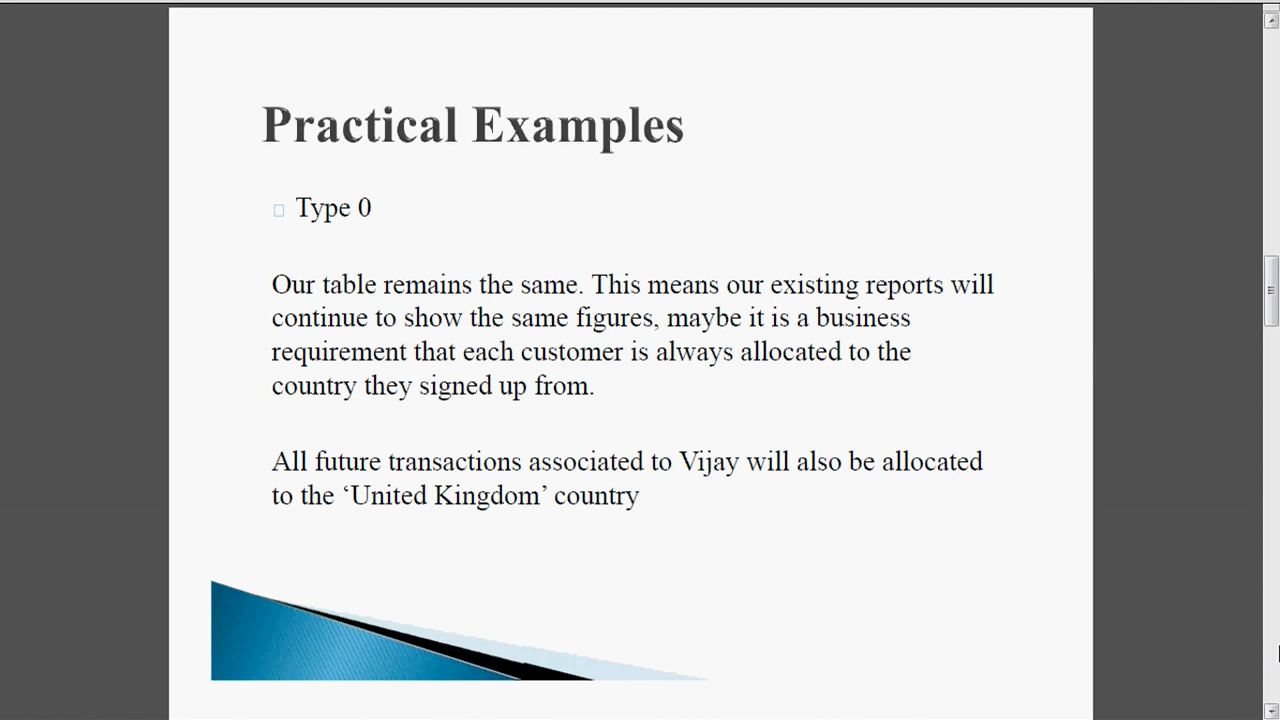 Practical Examples
Type 0
Our table remains the same. This means our existing reports will
continue to show the same figures, maybe it is a business
requirement that each customer is always allocated to the
country they signed up from.
All future transactions associated to Vijay will also be allocated
to the ‘United Kingdom’ country